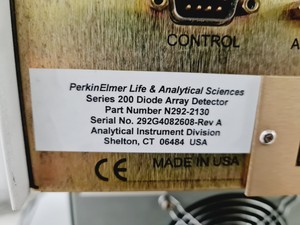 CONTROL
A
PerkinElmer Life & Analytical Sciences
Series 200 Diode Array Detector
Part Number N292-2130
Serial No. 292G4082608-Rev A
Analytical Instrument Division
Shelton, CT 06484 USA
CE
MADE IN USA